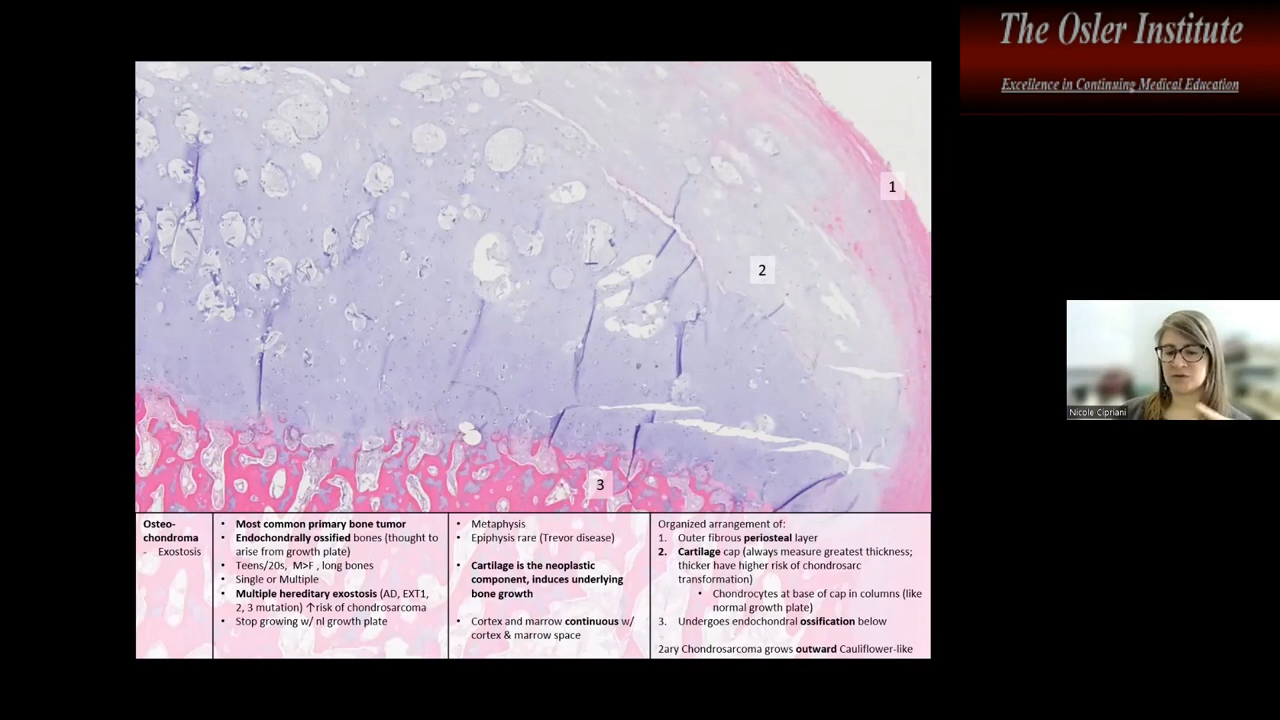 The Osler Institute
Excellence in Continuing Medical Education
1
2
3
Nicole Cipriani
Osteo-
chondroma
- Exostosis
• Most common primary bone tumor
• Endochondrally ossified bones (thought to
arise from growth plate)
• Teens/20s, M>F , long bones
• Single or Multiple
• Multiple hereditary exostosis (AD, EXT1,
2, 3 mutation) ↑risk of chondrosarcoma
• Stop growing w/ nl growth plate
• Metaphysis
• Epiphysis rare (Trevor disease)
• Cartilage is the neoplastic
component, induces underlying
bone growth
• Cortex and marrow continuous w/
cortex & marrow space
Organized arrangement of:
1. Outer fibrous periosteal layer
2. Cartilage cap (always measure greatest thickness;
thicker have higher risk of chondrosarc
transformation)
• Chondrocytes at base of cap in columns (like
normal growth plate)
3. Undergoes endochondral ossification below
2ary Chondrosarcoma grows outward Cauliflower-like